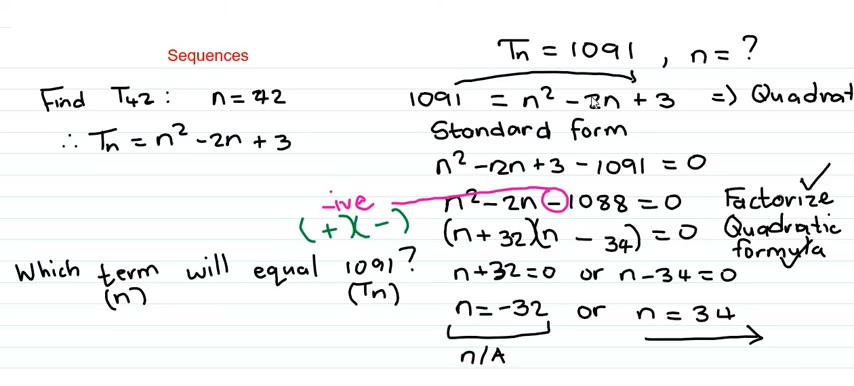 Sequences
Find T42 : n = 42
∴ Tn = n² - 2n + 3
Which term will equal 1091?
(n) (Tn)
Tn = 1091 , n = ?
1091 = n² - 2n + 3 => Quadrat
Standard form
n² - 2n + 3 - 1091 = 0
-ive n² - 2n - 1088 = 0 Factorize
(+)(-) (n + 32)(n - 34) = 0 Quadratic formula
n + 32 = 0 or n - 34 = 0
n = -32 or n = 34
n/A